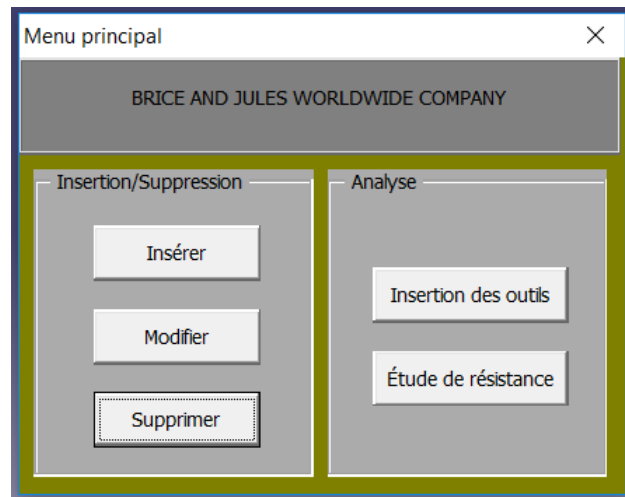 Menu principal
BRICE AND JULES WORLDWIDE COMPANY
Insertion/Suppression
Insérer
Modifier
Supprimer
Analyse
Insertion des outils
Étude de résistance